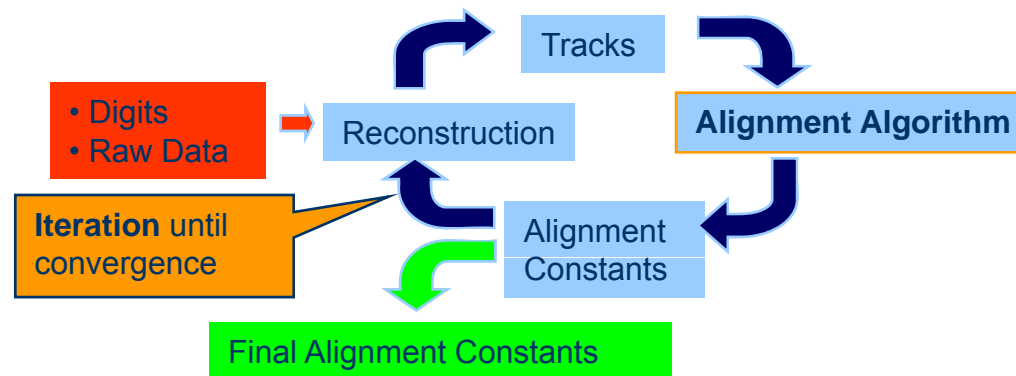 Tracks
• Digits
• Raw Data
Reconstruction
Alignment Algorithm
Iteration until
convergence
Alignment
Constants
Final Alignment Constants